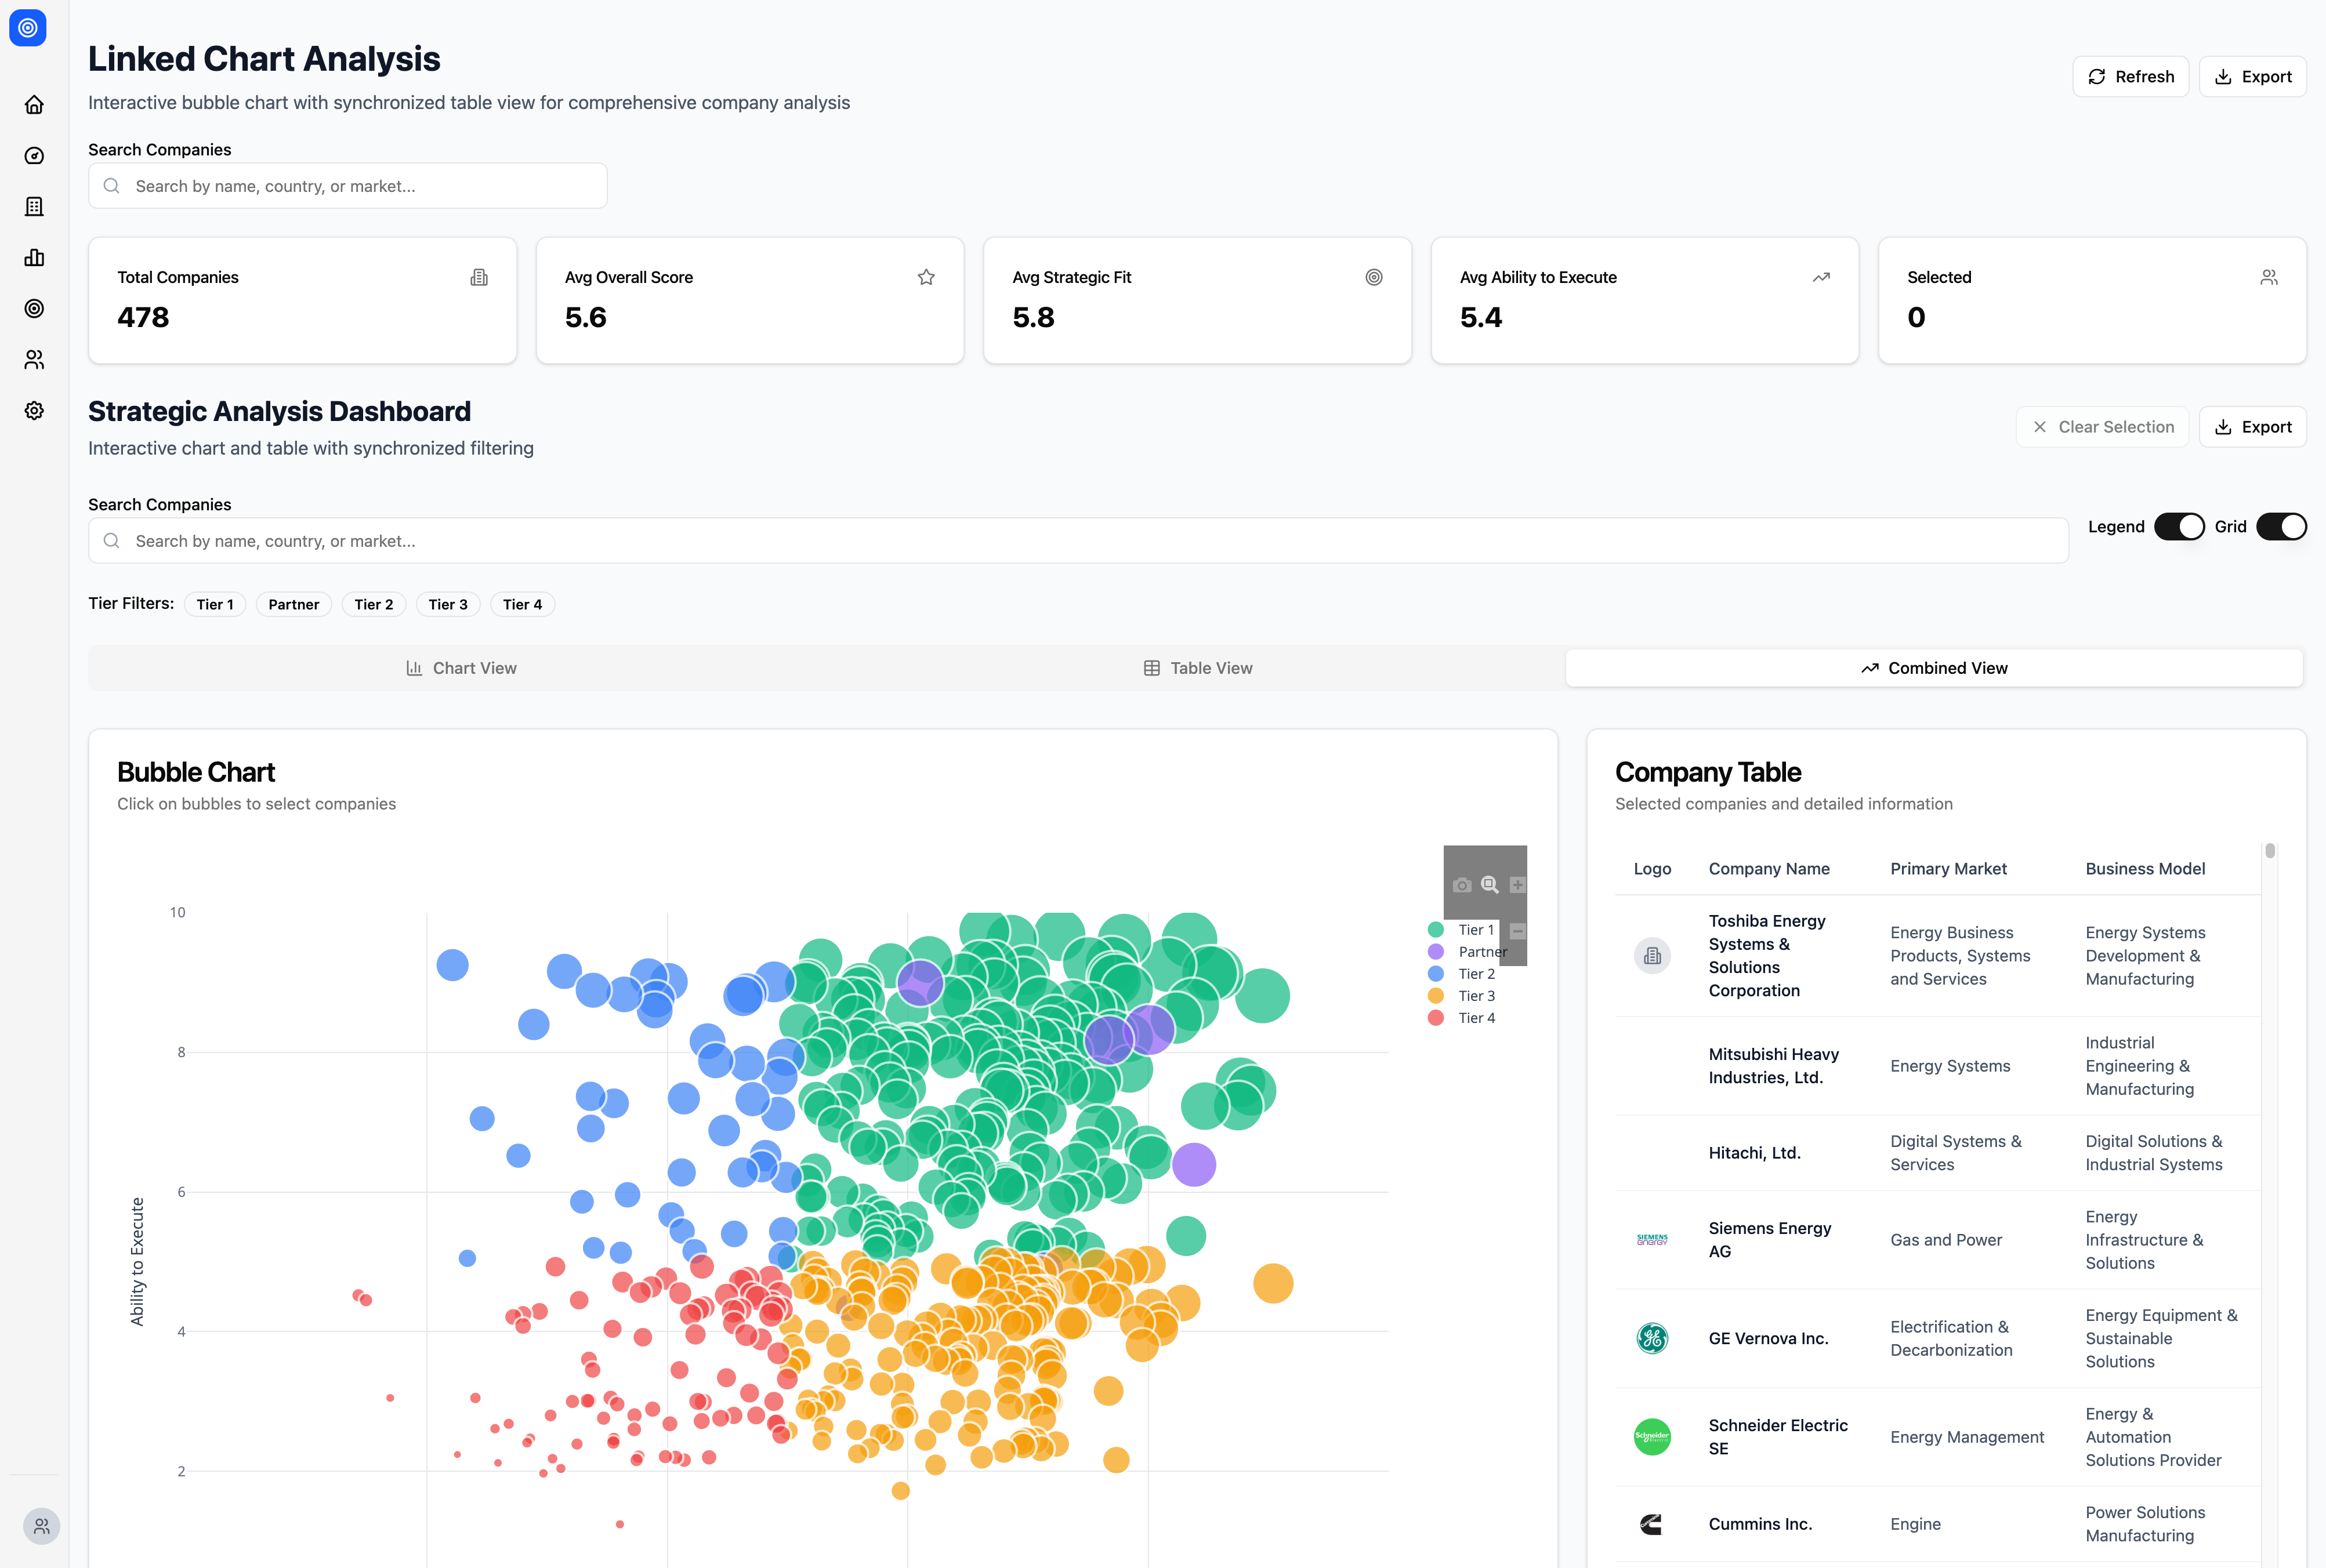 Linked Chart Analysis
Interactive bubble chart with synchronized table view for comprehensive company analysis
Refresh
Export
Search Companies
Search by name, country, or market...
Total Companies
478
Avg Overall Score
5.6
Avg Strategic Fit
5.8
Avg Ability to Execute
5.4
Selected
0
Strategic Analysis Dashboard
Interactive chart and table with synchronized filtering
Clear Selection
Export
Search Companies
Search by name, country, or market...
Legend
Grid
Tier Filters:
Tier 1
Partner
Tier 2
Tier 3
Tier 4
Chart View
Table View
Combined View
Bubble Chart
Click on bubbles to select companies
10
8
6
4
2
Ability to Execute
Tier 1
Partner
Tier 2
Tier 3
Tier 4
Company Table
Selected companies and detailed information
Logo
Company Name
Primary Market
Business Model
Toshiba Energy
Systems &
Solutions
Corporation
Energy Business
Products, Systems
and Services
Energy Systems
Development &
Manufacturing
Mitsubishi Heavy
Industries, Ltd.
Energy Systems
Industrial
Engineering &
Manufacturing
Hitachi, Ltd.
Digital Systems &
Services
Digital Solutions &
Industrial Systems
SIEMENS
energy
Siemens Energy
AG
Gas and Power
Energy
Infrastructure &
Solutions
GE Vernova Inc.
Electrification &
Decarbonization
Energy Equipment &
Sustainable
Solutions
Schneider
Schneider Electric
SE
Energy Management
Energy &
Automation
Solutions Provider
Cummins Inc.
Engine
Power Solutions
Manufacturing